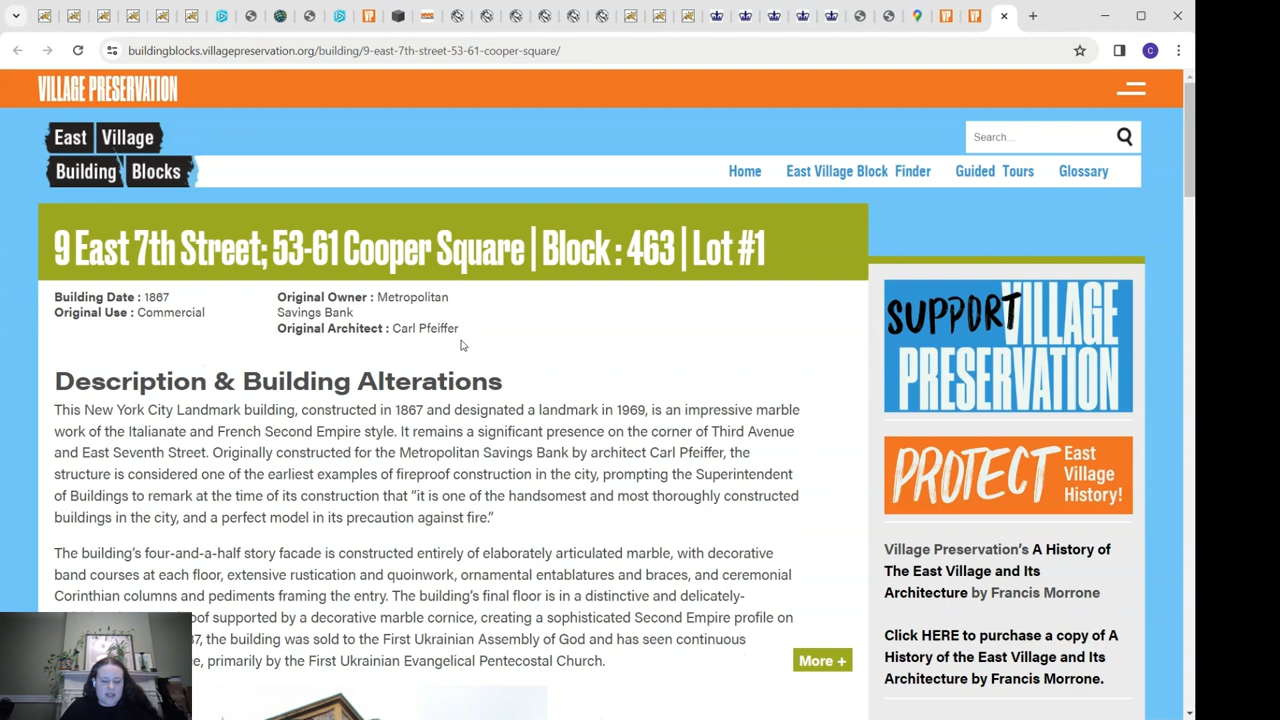 buildingblocks.villagepreservation.org/building/9-east-7th-street-53-61-cooper-square/
VILLAGE PRESERVATION
East Village
Building Blocks
Search...
Home East Village Block Finder Guided Tours Glossary
9 East 7th Street; 53-61 Cooper Square | Block : 463 | Lot #1
Building Date : 1867
Original Use : Commercial
Original Owner : Metropolitan
Savings Bank
Original Architect : Carl Pfeiffer
Description & Building Alterations
This New York City Landmark building, constructed in 1867 and designated a landmark in 1969, is an impressive marble
work of the Italianate and French Second Empire style. It remains a significant presence on the corner of Third Avenue
and East Seventh Street. Originally constructed for the Metropolitan Savings Bank by architect Carl Pfeiffer, the
structure is considered one of the earliest examples of fireproof construction in the city, prompting the Superintendent
of Buildings to remark at the time of its construction that “it is one of the handsomest and most thoroughly constructed
buildings in the city, and a perfect model in its precaution against fire.”
The building’s four-and-a-half story facade is constructed entirely of elaborately articulated marble, with decorative
band courses at each floor, extensive rustication and quoinwork, ornamental entablatures and braces, and ceremonial
Corinthian columns and pediments framing the entry. The building’s final floor is in a distinctive and delicately-
supported by a decorative marble cornice, creating a sophisticated Second Empire profile on
the building was sold to the First Ukrainian Assembly of God and has seen continuous
primarily by the First Ukrainian Evangelical Pentecostal Church.
More +
SUPPORT VILLAGE
PRESERVATION
PROTECT East
Village
History!
Village Preservation’s A History of
The East Village and Its
Architecture by Francis Morrone
Click HERE to purchase a copy of A
History of the East Village and Its
Architecture by Francis Morrone.